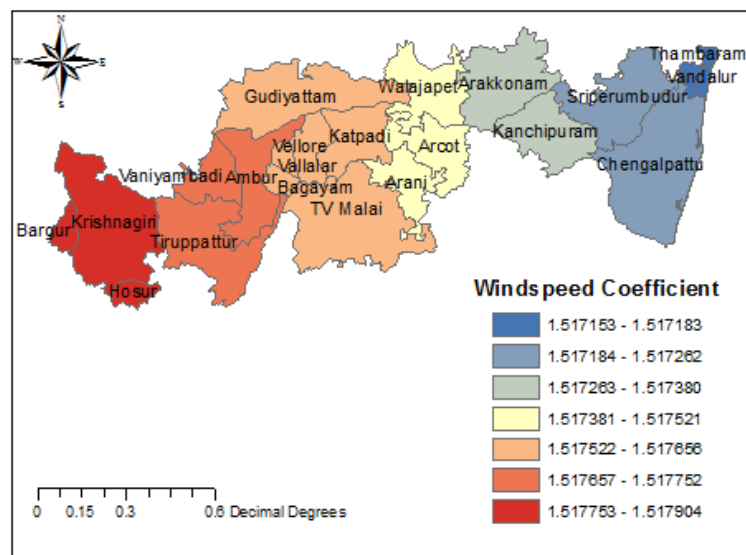 N
W
E
S
Thambaram
Vandalur
Watajapet
Arakkonam
Sriperumbudur
Gudiyattam
Kanchipuram
Katpadi
Vellore
Arcot
Vallalar
Chengalpattu
Vaniyambadi
Ambur
Arani
Bagayam
TV Malai
Krishnagiri
Bargur
Tiruppattur
Hosur
Windspeed Coefficient
1.517153 - 1.517183
1.517184 - 1.517262
1.517263 - 1.517380
1.517381 - 1.517521
1.517522 - 1.517656
1.517657 - 1.517752
1.517753 - 1.517904
0 0.15 0.3 0.6 Decimal Degrees